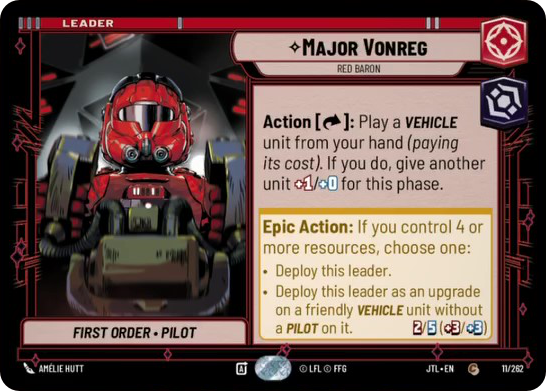 LEADER
✧MAJOR VONREG
RED BARON
Action [↷]: Play a VEHICLE
unit from your hand (paying
its cost). If you do, give another
unit +1/+0 for this phase.
Epic Action: If you control 4 or
more resources, choose one:
• Deploy this leader.
• Deploy this leader as an upgrade
on a friendly VEHICLE unit without
a PILOT on it. 2/5 (+3/+3)
FIRST ORDER • PILOT
AMÉLIE HUTT
© LFL © FFG
JTL • EN C 11/262